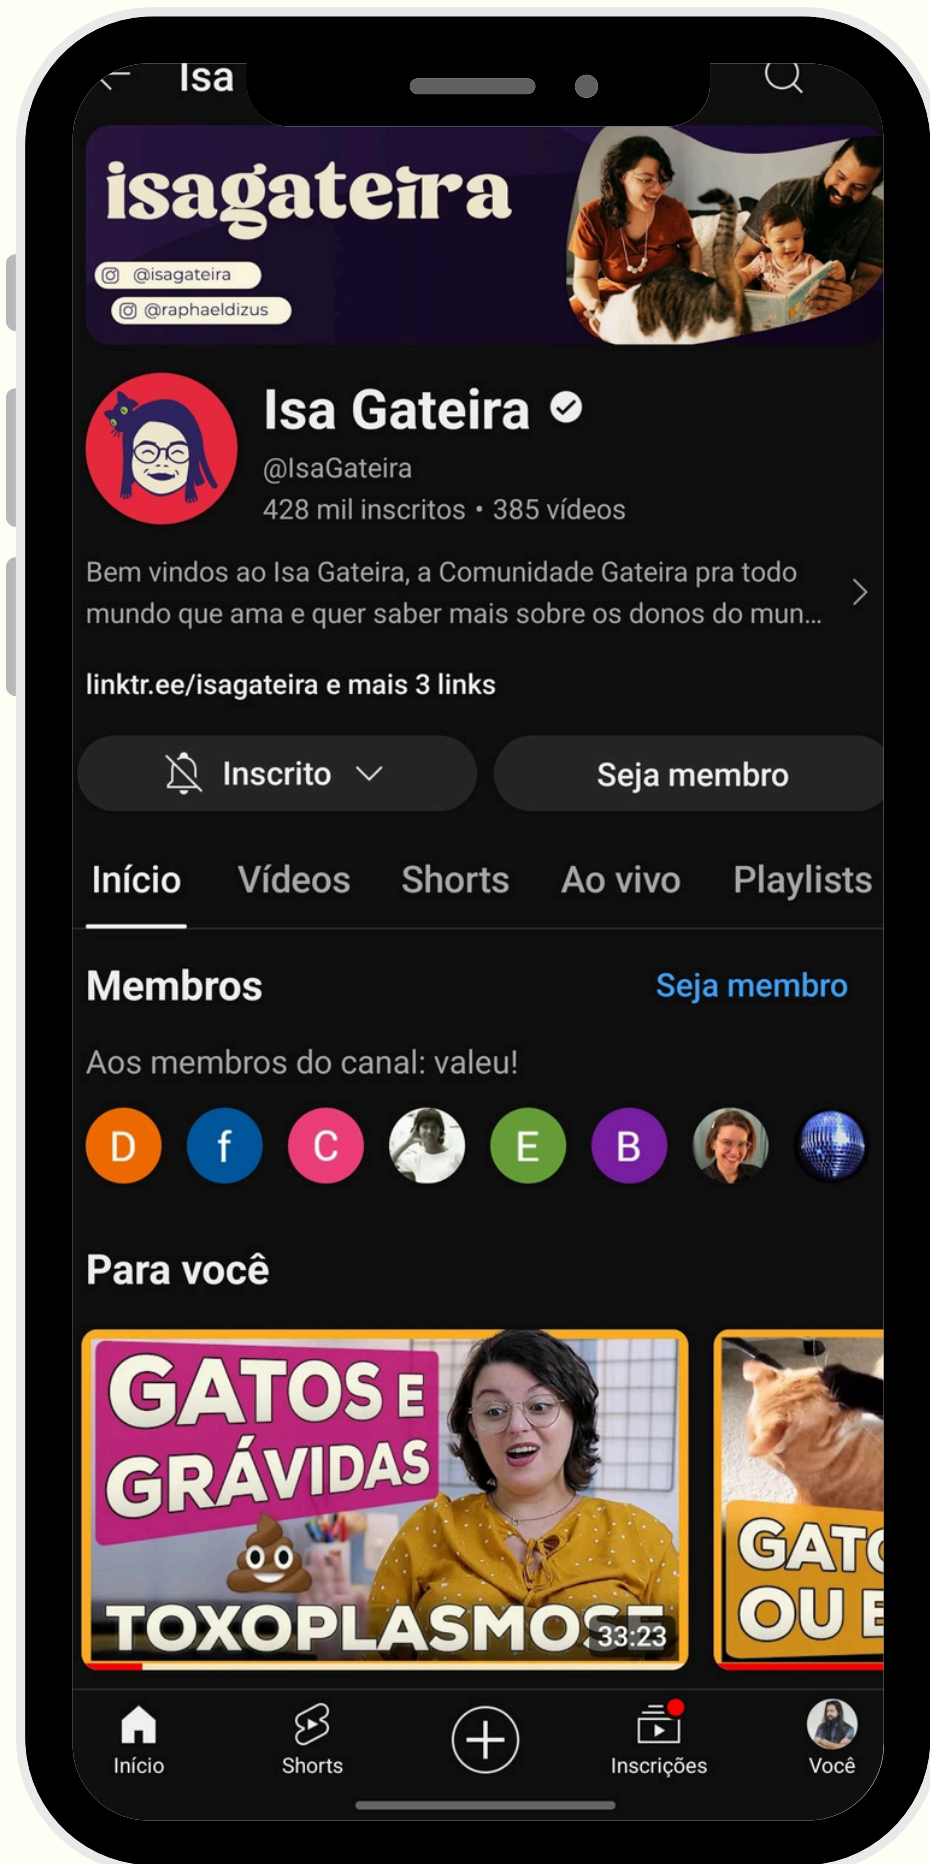 Isa
isagateira
@isagateira
@raphaeldizus
Isa Gateira
@IsaGateira
428 mil inscritos • 385 vídeos
Bem vindos ao Isa Gateira, a Comunidade Gateira pra todo
mundo que ama e quer saber mais sobre os donos do mun...
linktr.ee/isagateira e mais 3 links
Inscrito
Seja membro
Início
Vídeos
Shorts
Ao vivo
Playlists
Membros
Seja membro
Aos membros do canal: valeu!
D
f
C
E
B
Para você
GATOS E
GRÁVIDAS
TOXOPLASMOSE
33:23
GATO
OU E
Início
Shorts
Inscrições
Você